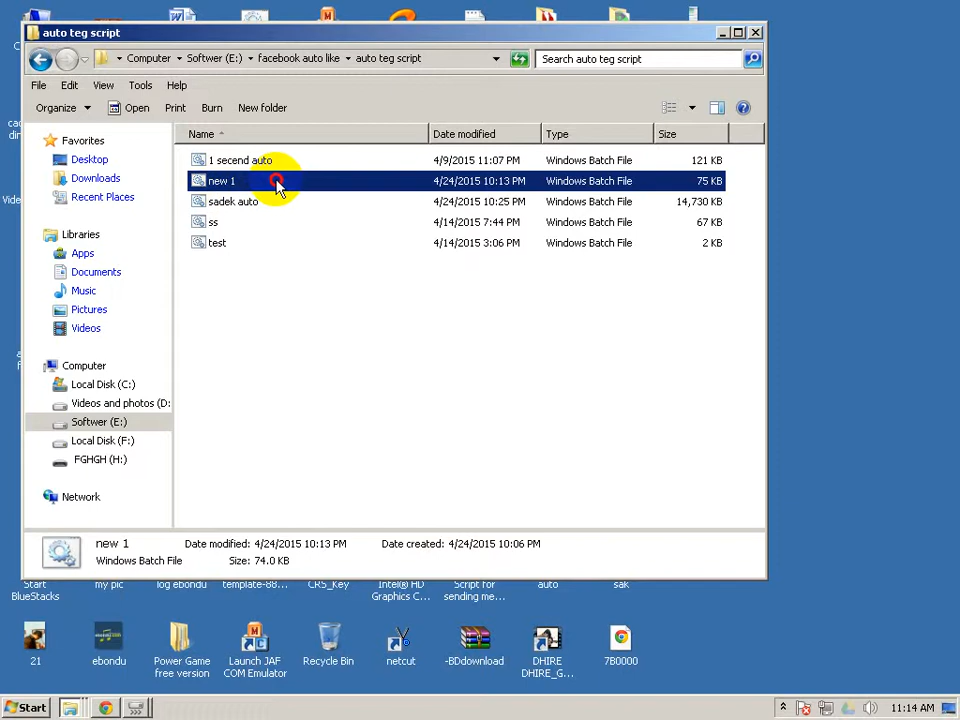 auto teg script
Computer Softwer (E:) facebook auto like auto teg script
Search auto teg script
File Edit View Tools Help
Organize Open Print Burn New folder
Name Date modified Type Size
Favorites
Desktop
Downloads
Recent Places
Libraries
Apps
Documents
Music
Pictures
Videos
Computer
Local Disk (C:)
Videos and photos (D:
Softwer (E:)
Local Disk (F:)
FGHGH (H:)
Network
1 secend auto 4/9/2015 11:07 PM Windows Batch File 121 KB
new 1 4/24/2015 10:13 PM Windows Batch File 75 KB
sadek auto 4/24/2015 10:25 PM Windows Batch File 14,730 KB
ss 4/14/2015 7:44 PM Windows Batch File 67 KB
test 4/14/2015 3:06 PM Windows Batch File 2 KB
new 1 Date modified: 4/24/2015 10:13 PM Date created: 4/24/2015 10:06 PM
Windows Batch File Size: 74.0 KB
Start BlueStacks
my pic
log ebondu
template-88...
CRS_Key
Intel® HD Graphics C...
Script for sending me...
auto
sak
21
ebondu
Power Game free version
Launch JAF COM Emulator
Recycle Bin
netcut
-BDdownload
DHIRE DHIRE_G...
7B0000
Start
11:14 AM